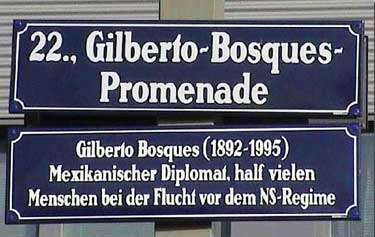 22., Gilberto-Bosques-
Promenade
Gilberto Bosques (1892-1995)
Mexikanischer Diplomat, half vielen
Menschen bei der Flucht vor dem NS-Regime